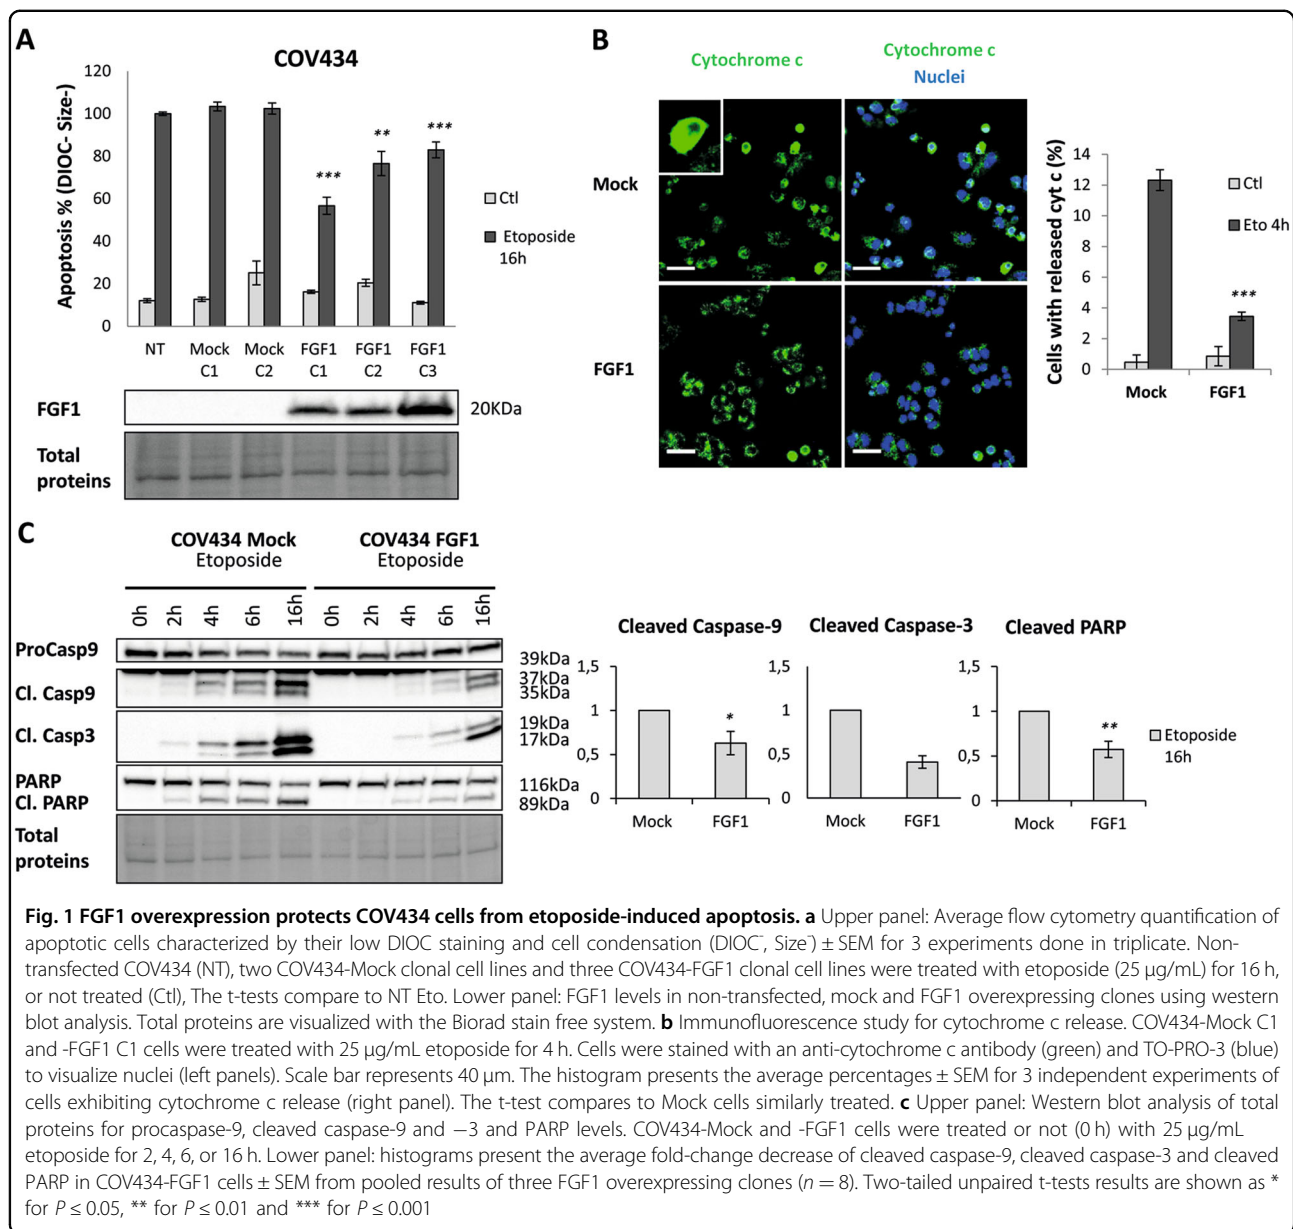 A
COV434
Apoptosis % (DIOC- Size-)
120
100
80
60
40
20
0
***
**
***
Ctl
Etoposide
16h
NT
Mock
C1
Mock
C2
FGF1
C1
FGF1
C2
FGF1
C3
FGF1
20KDa
Total
proteins
B
Cytochrome c
Cytochrome c
Nuclei
Mock
FGF1
Cells with released cyt c (%)
14
12
10
8
6
4
2
0
***
Ctl
Eto 4h
Mock
FGF1
C
COV434 Mock
Etoposide
COV434 FGF1
Etoposide
0h
2h
4h
6h
16h
0h
2h
4h
6h
16h
ProCasp9
39kDa
Cl. Casp9
37kDa
35kDa
Cl. Casp3
19kDa
17kDa
PARP
116kDa
Cl. PARP
89kDa
Total
proteins
Cleaved Caspase-9
1,5
1
0,5
0
*
Mock
FGF1
Cleaved Caspase-3
1,5
1
0,5
0
Mock
FGF1
Cleaved PARP
1,5
1
0,5
0
**
Mock
FGF1
Etoposide
16h
Fig. 1 FGF1 overexpression protects COV434 cells from etoposide-induced apoptosis. a Upper panel: Average flow cytometry quantification of
apoptotic cells characterized by their low DIOC staining and cell condensation (DIOC⁻, Size⁻) ± SEM for 3 experiments done in triplicate. Non-
transfected COV434 (NT), two COV434-Mock clonal cell lines and three COV434-FGF1 clonal cell lines were treated with etoposide (25 µg/mL) for 16 h,
or not treated (Ctl), The t-tests compare to NT Eto. Lower panel: FGF1 levels in non-transfected, mock and FGF1 overexpressing clones using western
blot analysis. Total proteins are visualized with the Biorad stain free system. b Immunofluorescence study for cytochrome c release. COV434-Mock C1
and -FGF1 C1 cells were treated with 25 µg/mL etoposide for 4 h. Cells were stained with an anti-cytochrome c antibody (green) and TO-PRO-3 (blue)
to visualize nuclei (left panels). Scale bar represents 40 µm. The histogram presents the average percentages ± SEM for 3 independent experiments of
cells exhibiting cytochrome c release (right panel). The t-test compares to Mock cells similarly treated. c Upper panel: Western blot analysis of total
proteins for procaspase-9, cleaved caspase-9 and −3 and PARP levels. COV434-Mock and -FGF1 cells were treated or not (0 h) with 25 µg/mL
etoposide for 2, 4, 6, or 16 h. Lower panel: histograms present the average fold-change decrease of cleaved caspase-9, cleaved caspase-3 and cleaved
PARP in COV434-FGF1 cells ± SEM from pooled results of three FGF1 overexpressing clones (n = 8). Two-tailed unpaired t-tests results are shown as *
for P ≤ 0.05, ** for P ≤ 0.01 and *** for P ≤ 0.001